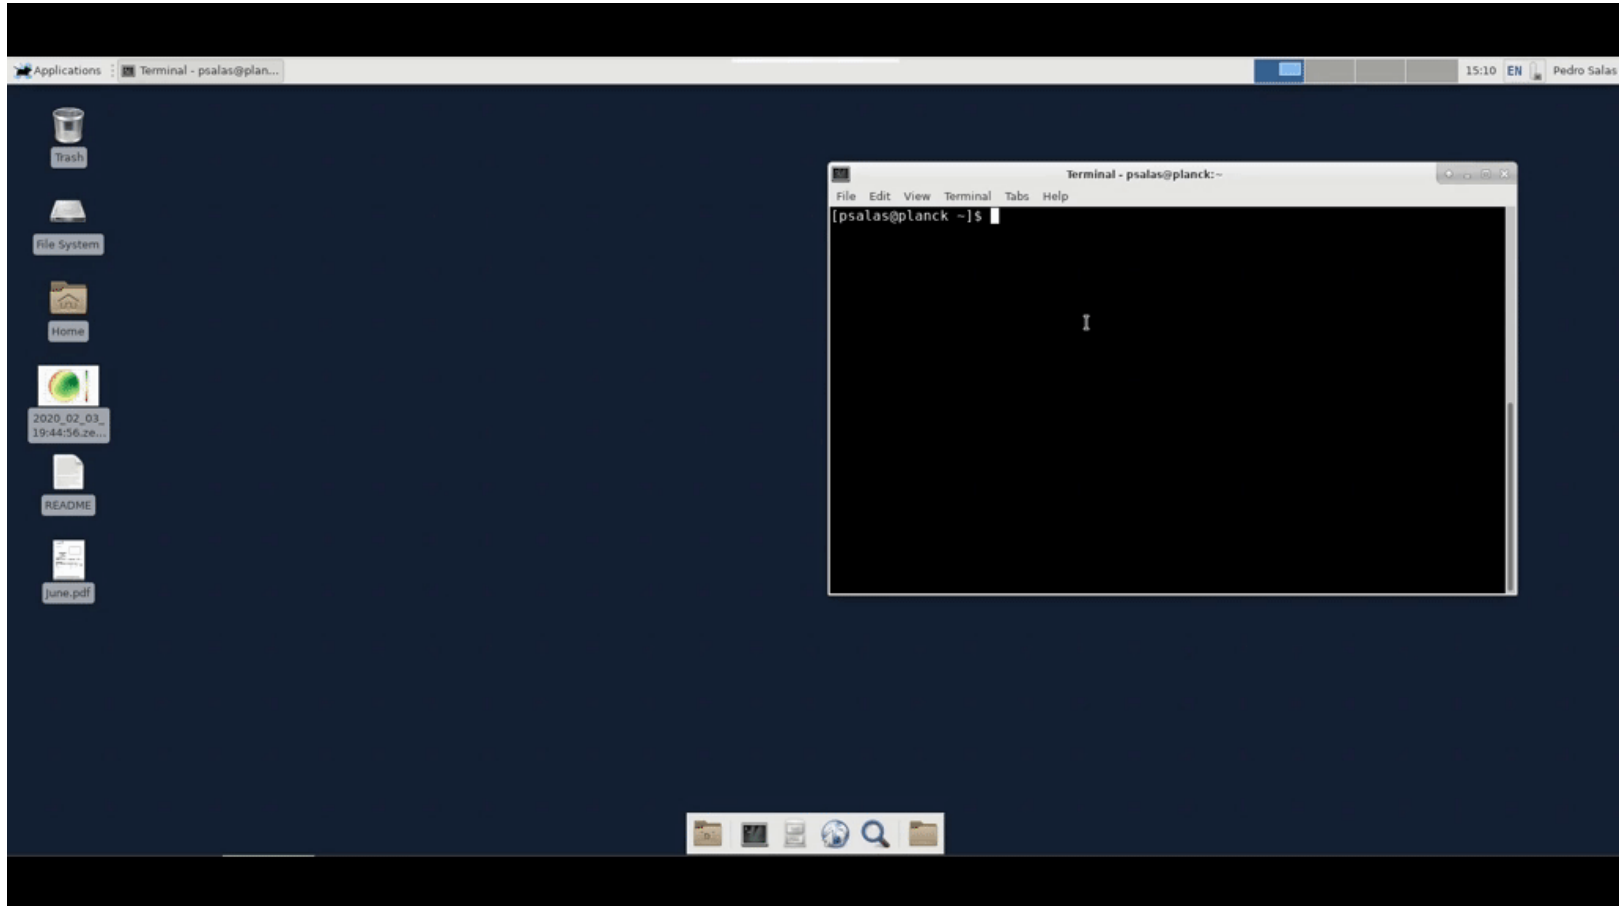 Applications
Terminal - psalas@plan...
15:10
EN
Pedro Salas
Trash
File System
Home
2020_02_03_
19:44:56.ze...
README
June.pdf
Terminal - psalas@planck:~
File Edit View Terminal Tabs Help
[psalas@planck ~]$